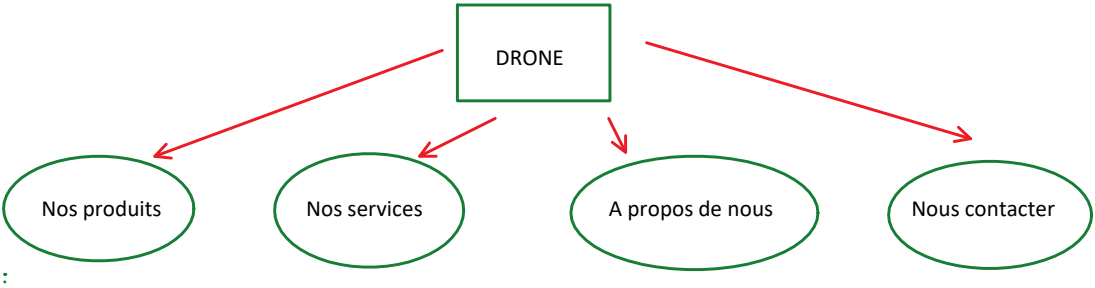 DRONE
Nos produits
Nos services
A propos de nous
Nous contacter
: